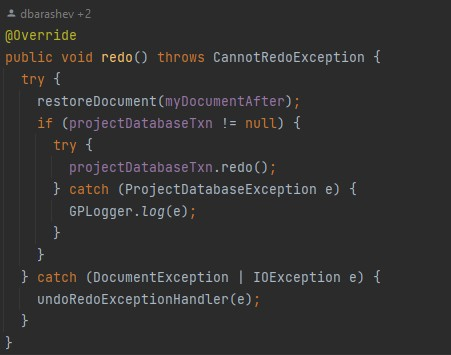 dbarashev +2
@Override
public void redo() throws CannotRedoException {
  try {
    restoreDocument(myDocumentAfter);
    if (projectDatabaseTxn != null) {
      try {
        projectDatabaseTxn.redo();
      } catch (ProjectDatabaseException e) {
        GPLogger.log(e);
      }
    }
  } catch (DocumentException | IOException e) {
    undoRedoExceptionHandler(e);
  }
}